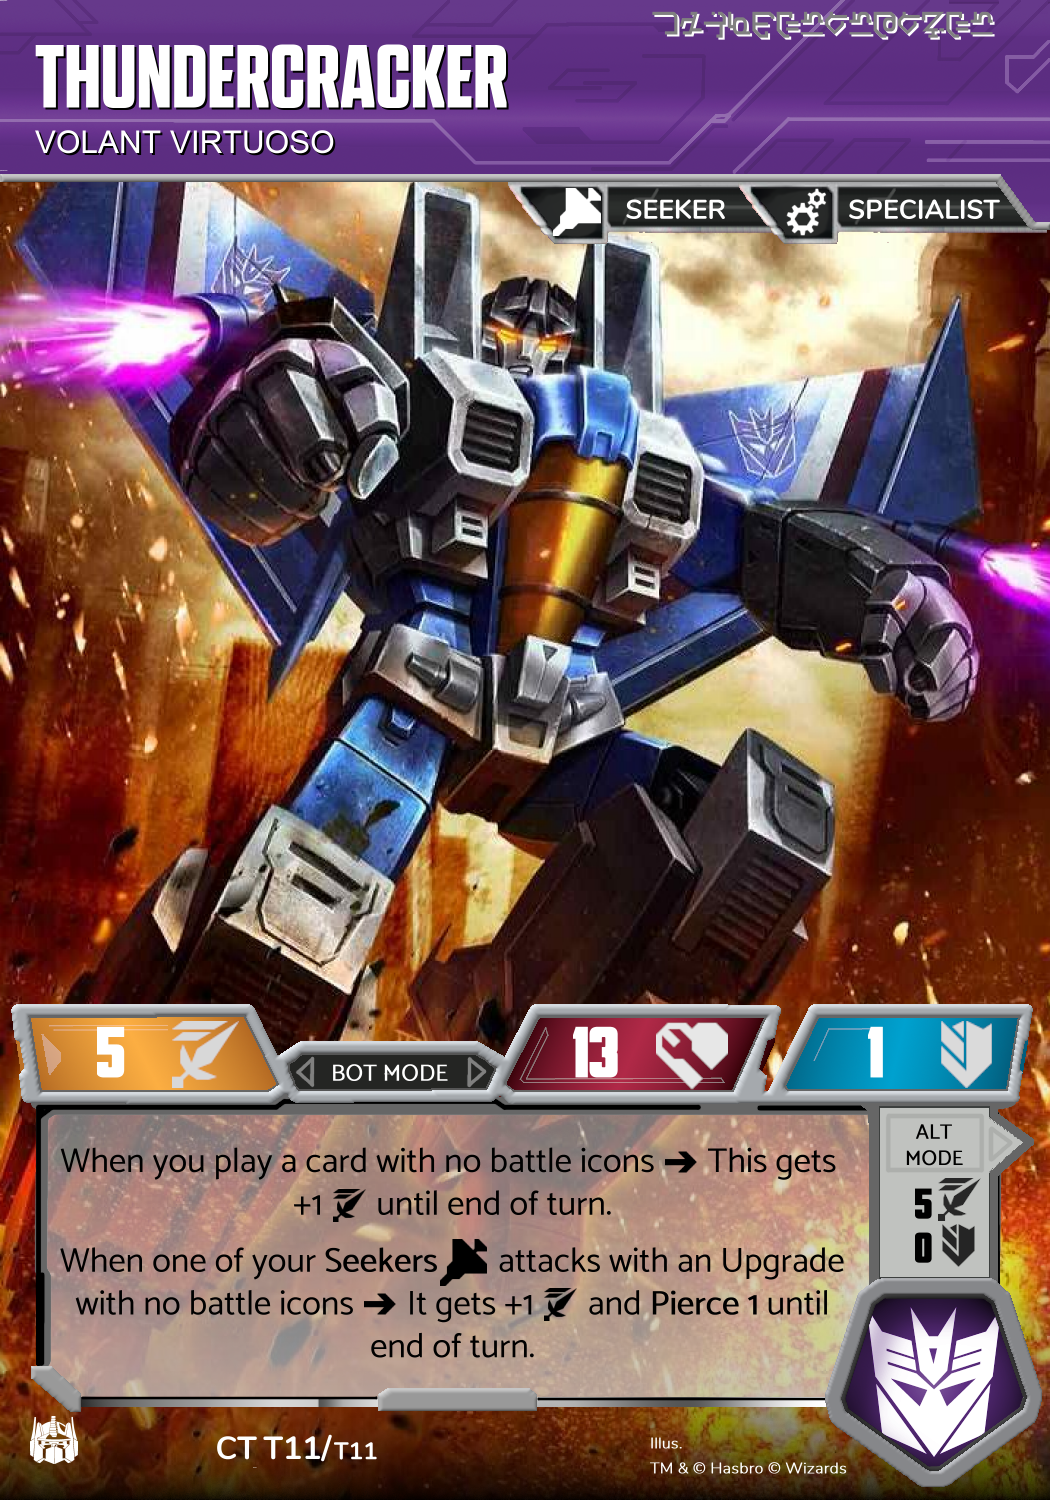 THUNDERCRACKER
VOLANT VIRTUOSO
SEEKER
SPECIALIST
5
BOT MODE
13
1
When you play a card with no battle icons ➔ This gets
+1 until end of turn.
When one of your Seekers attacks with an Upgrade
with no battle icons ➔ It gets +1 and Pierce 1 until
end of turn.
ALT
MODE
5
0
CT T11/T11
Illus.
TM & © Hasbro © Wizards